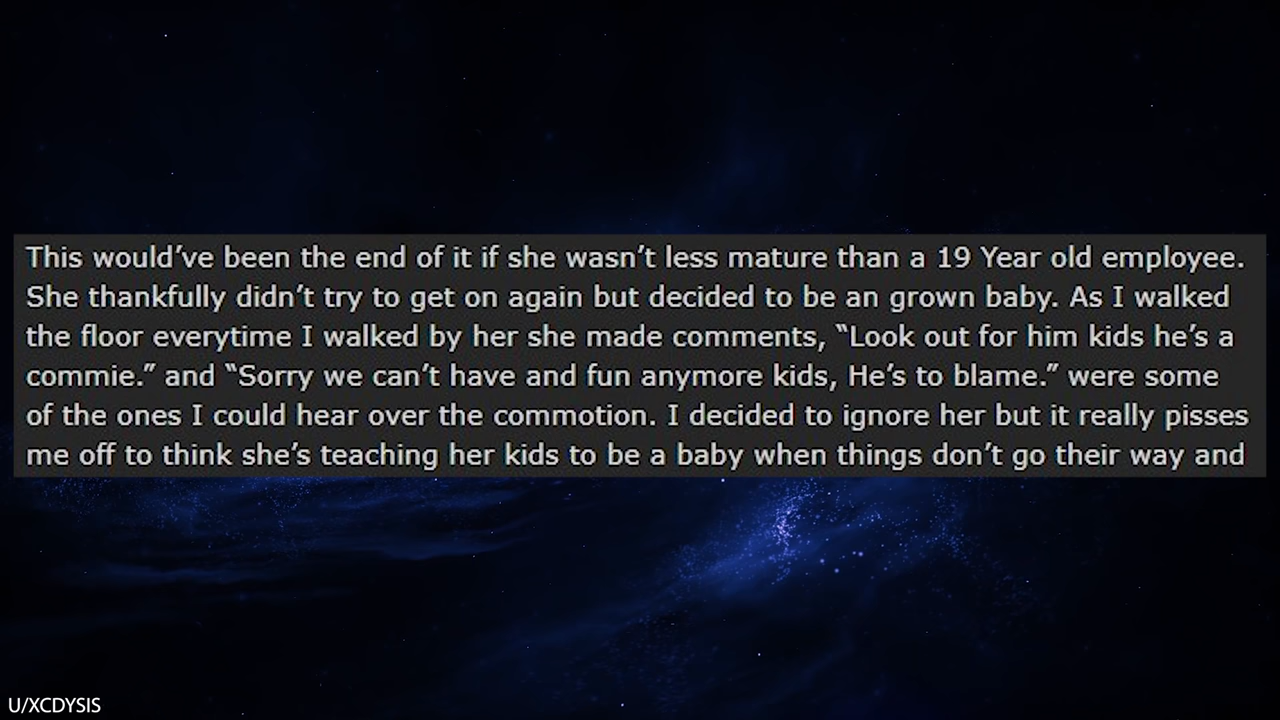 This would’ve been the end of it if she wasn’t less mature than a 19 Year old employee.
She thankfully didn’t try to get on again but decided to be an grown baby. As I walked
the floor everytime I walked by her she made comments, “Look out for him kids he’s a
commie.” and “Sorry we can’t have and fun anymore kids, He’s to blame.” were some
of the ones I could hear over the commotion. I decided to ignore her but it really pisses
me off to think she’s teaching her kids to be a baby when things don’t go their way and
U/XCDYSIS